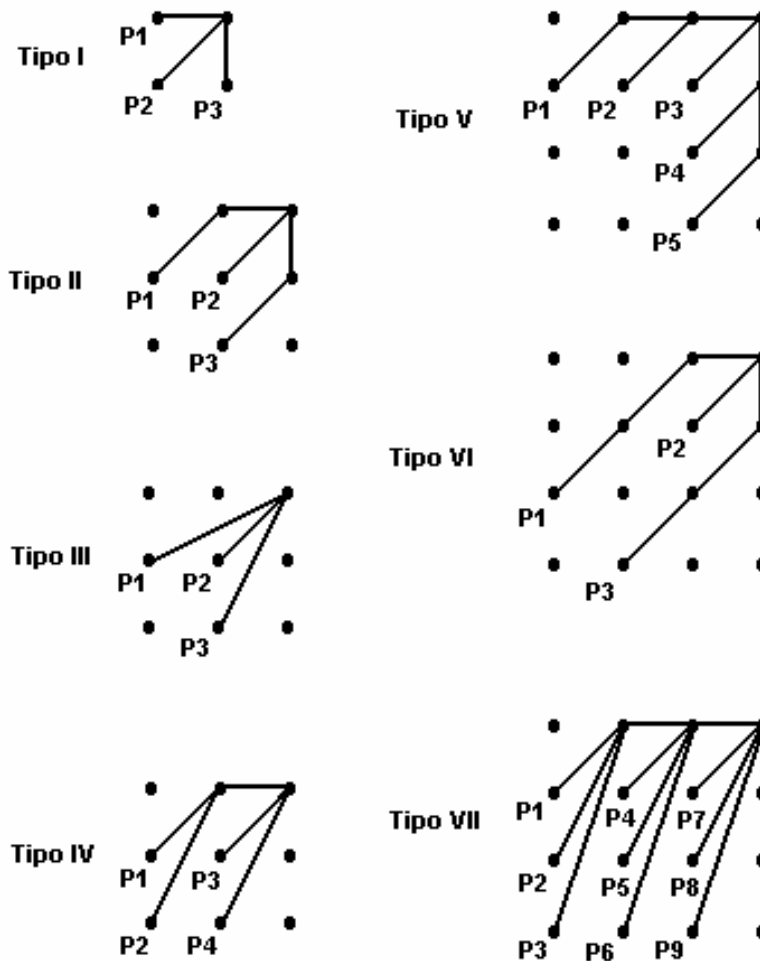 Tipo I
P1
P2 P3
Tipo II
P1 P2
P3
Tipo III
P1 P2
P3
Tipo IV
P1 P3
P2 P4
Tipo V
P1 P2 P3
P4
P5
Tipo VI
P2
P1
P3
Tipo VII
P1 P4 P7
P2 P5 P8
P3 P6 P9